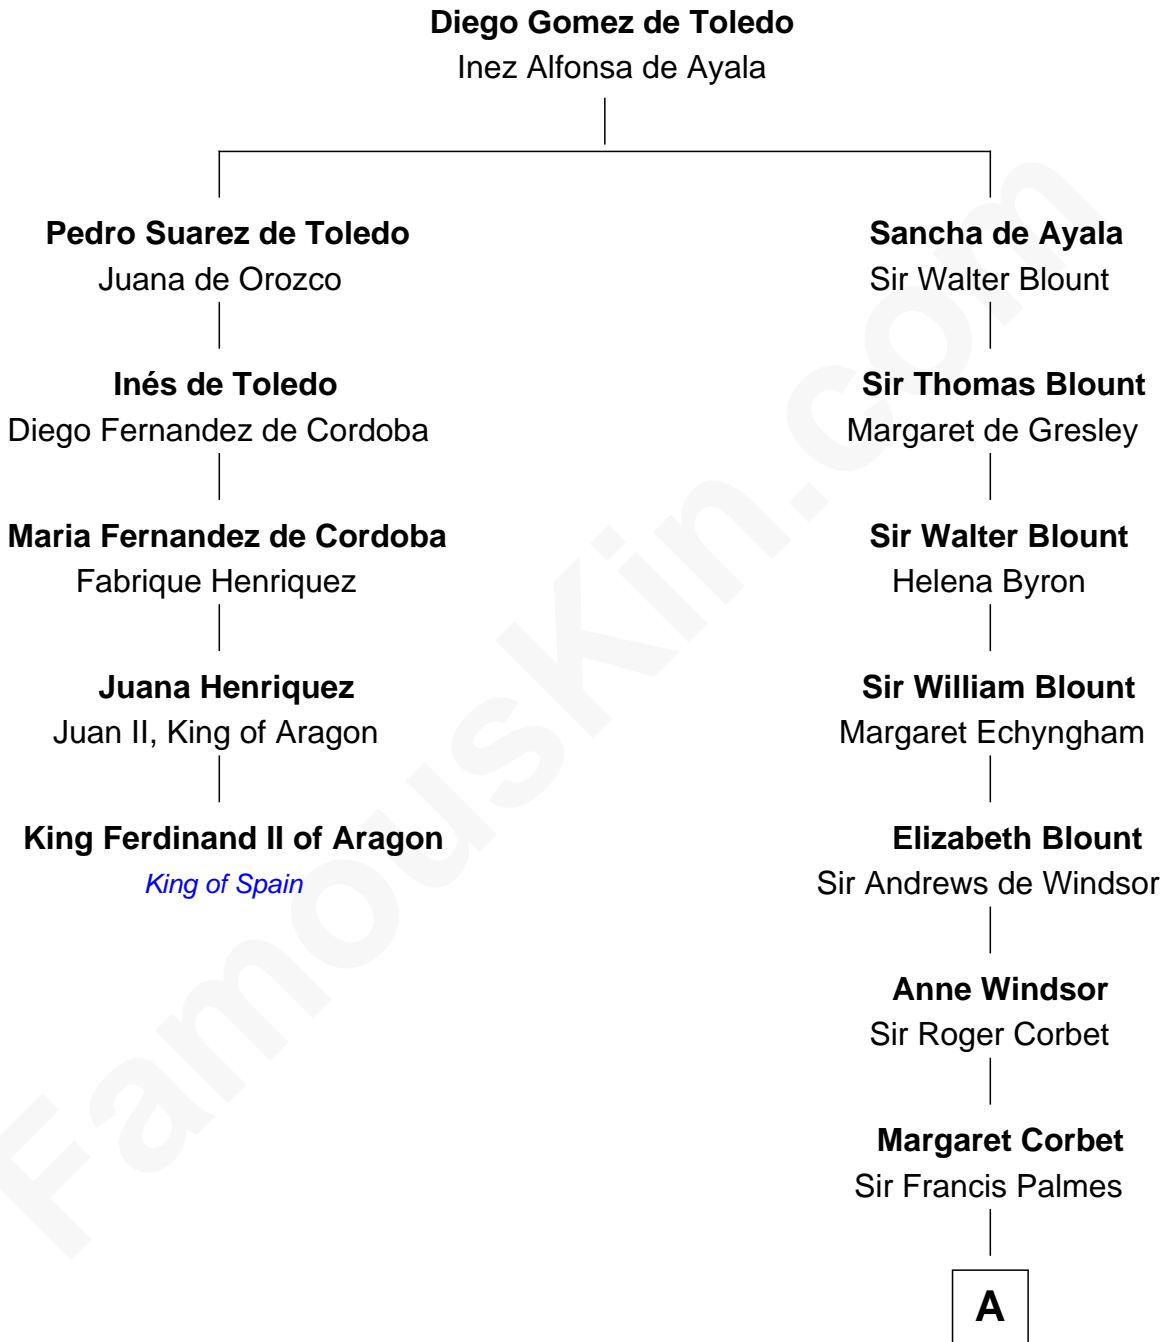 Diego Gomez de Toledo
Inez Alfonsa de Ayala
Pedro Suarez de Toledo
Juana de Orozco
Inés de Toledo
Diego Fernandez de Cordoba
Maria Fernandez de Cordoba
Fabrique Henriquez
Juana Henriquez
Juan II, King of Aragon
King Ferdinand II of Aragon
King of Spain
Sancha de Ayala
Sir Walter Blount
Sir Thomas Blount
Margaret de Gresley
Sir Walter Blount
Helena Byron
Sir William Blount
Margaret Echyngham
Elizabeth Blount
Sir Andrews de Windsor
Anne Windsor
Sir Roger Corbet
Margaret Corbet
Sir Francis Palmes
A
FamousKin.com